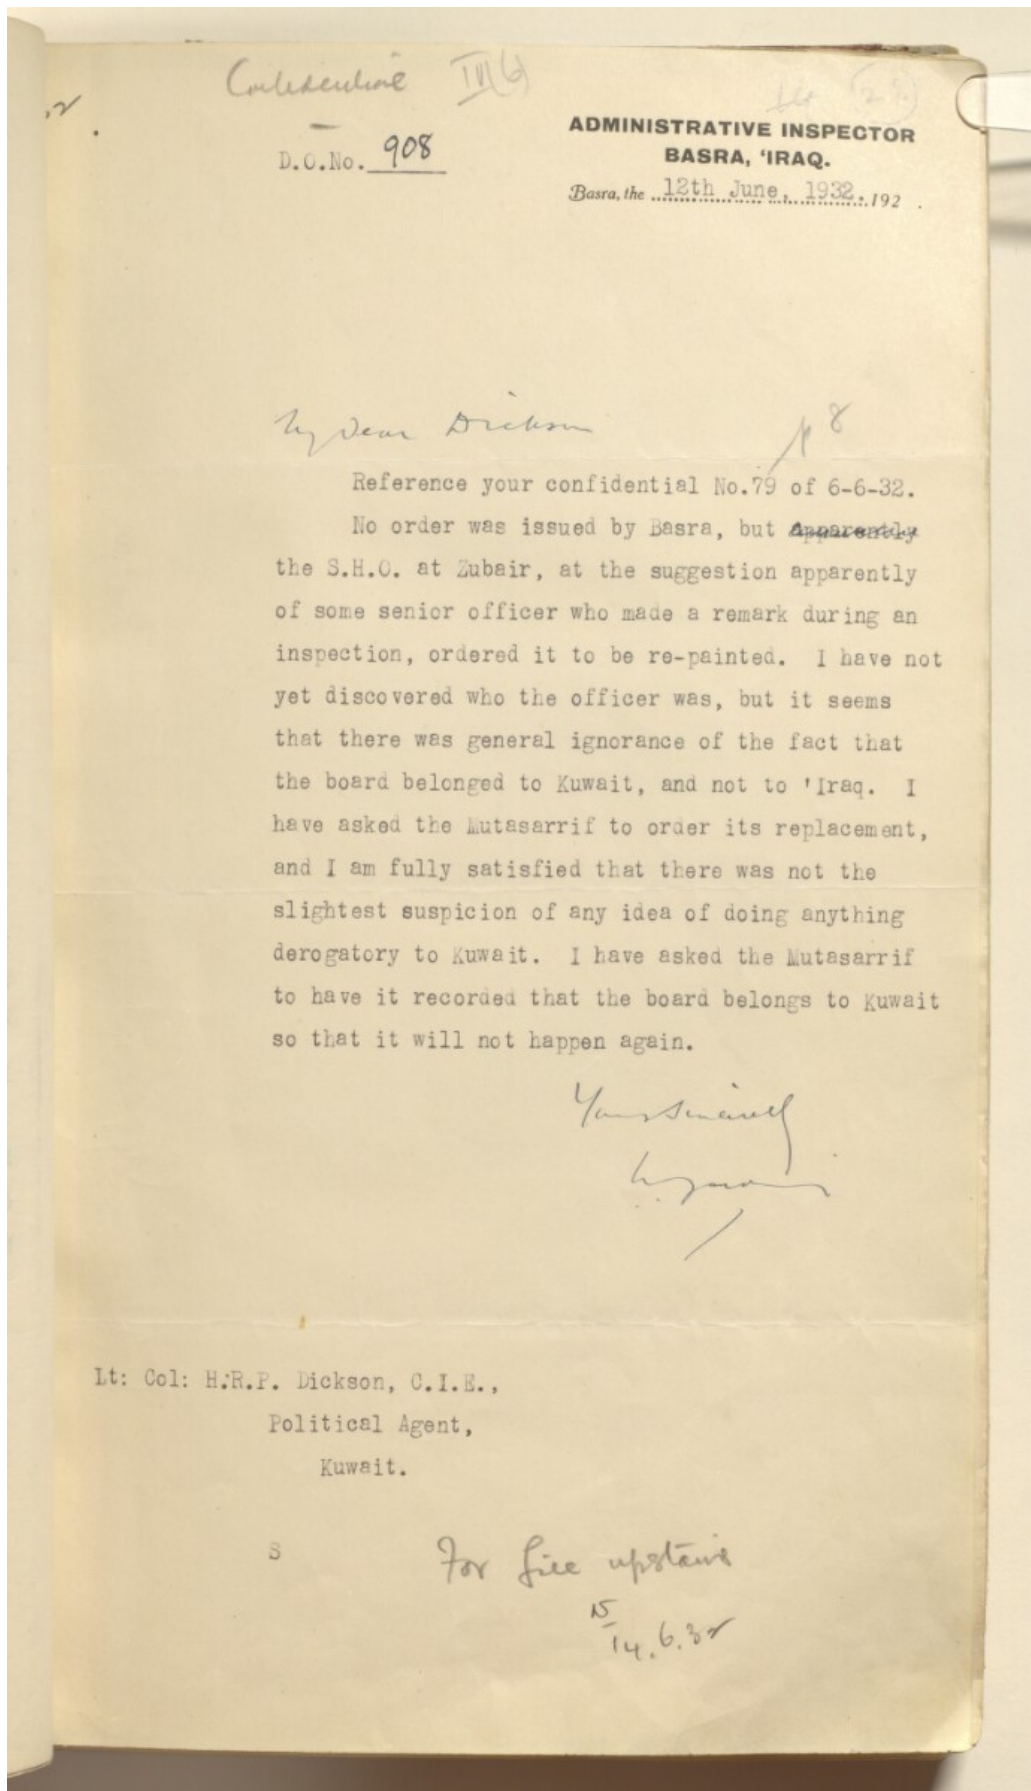 Confidential
D.O.No. 908
ADMINISTRATIVE INSPECTOR
BASRA, 'IRAQ.
Basra, the 12th June, 1932. 192 .
My dear Dickson
p 8
Reference your confidential No.79 of 6-6-32.
No order was issued by Basra, but apparently
the S.H.O. at Zubair, at the suggestion apparently
of some senior officer who made a remark during an
inspection, ordered it to be re-painted. I have not
yet discovered who the officer was, but it seems
that there was general ignorance of the fact that
the board belonged to Kuwait, and not to 'Iraq. I
have asked the Mutasarrif to order its replacement,
and I am fully satisfied that there was not the
slightest suspicion of any idea of doing anything
derogatory to Kuwait. I have asked the Mutasarrif
to have it recorded that the board belongs to Kuwait
so that it will not happen again.
Yours sincerely
Lt: Col: H.R.P. Dickson, C.I.E.,
Political Agent,
Kuwait.
S
For file upstairs
14.6.32